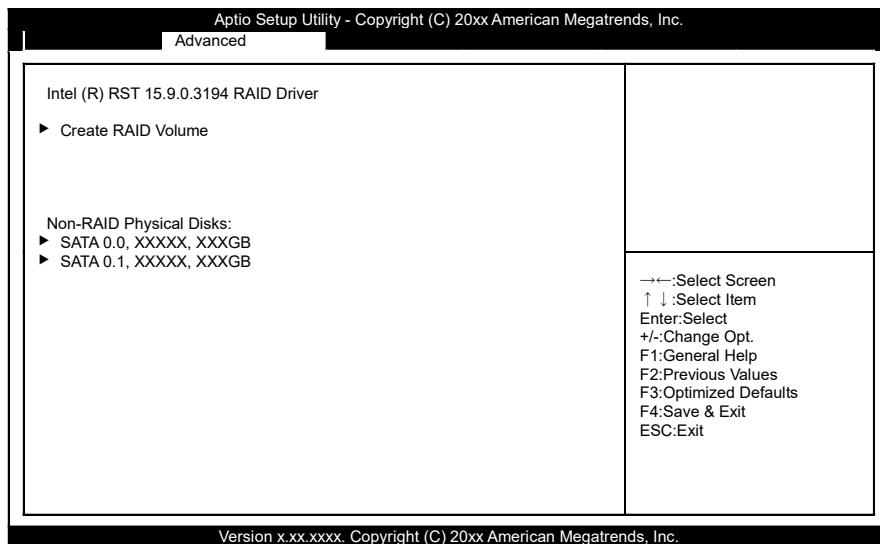 Aptio Setup Utility - Copyright (C) 20xx American Megatrends, Inc.
Advanced
Intel (R) RST 15.9.0.3194 RAID Driver
► Create RAID Volume
Non-RAID Physical Disks:
► SATA 0.0, XXXXX, XXXGB
► SATA 0.1, XXXXX, XXXGB
→←:Select Screen
↑ ↓ :Select Item
Enter:Select
+/-:Change Opt.
F1:General Help
F2:Previous Values
F3:Optimized Defaults
F4:Save & Exit
ESC:Exit
Version x.xx.xxxx. Copyright (C) 20xx American Megatrends, Inc.